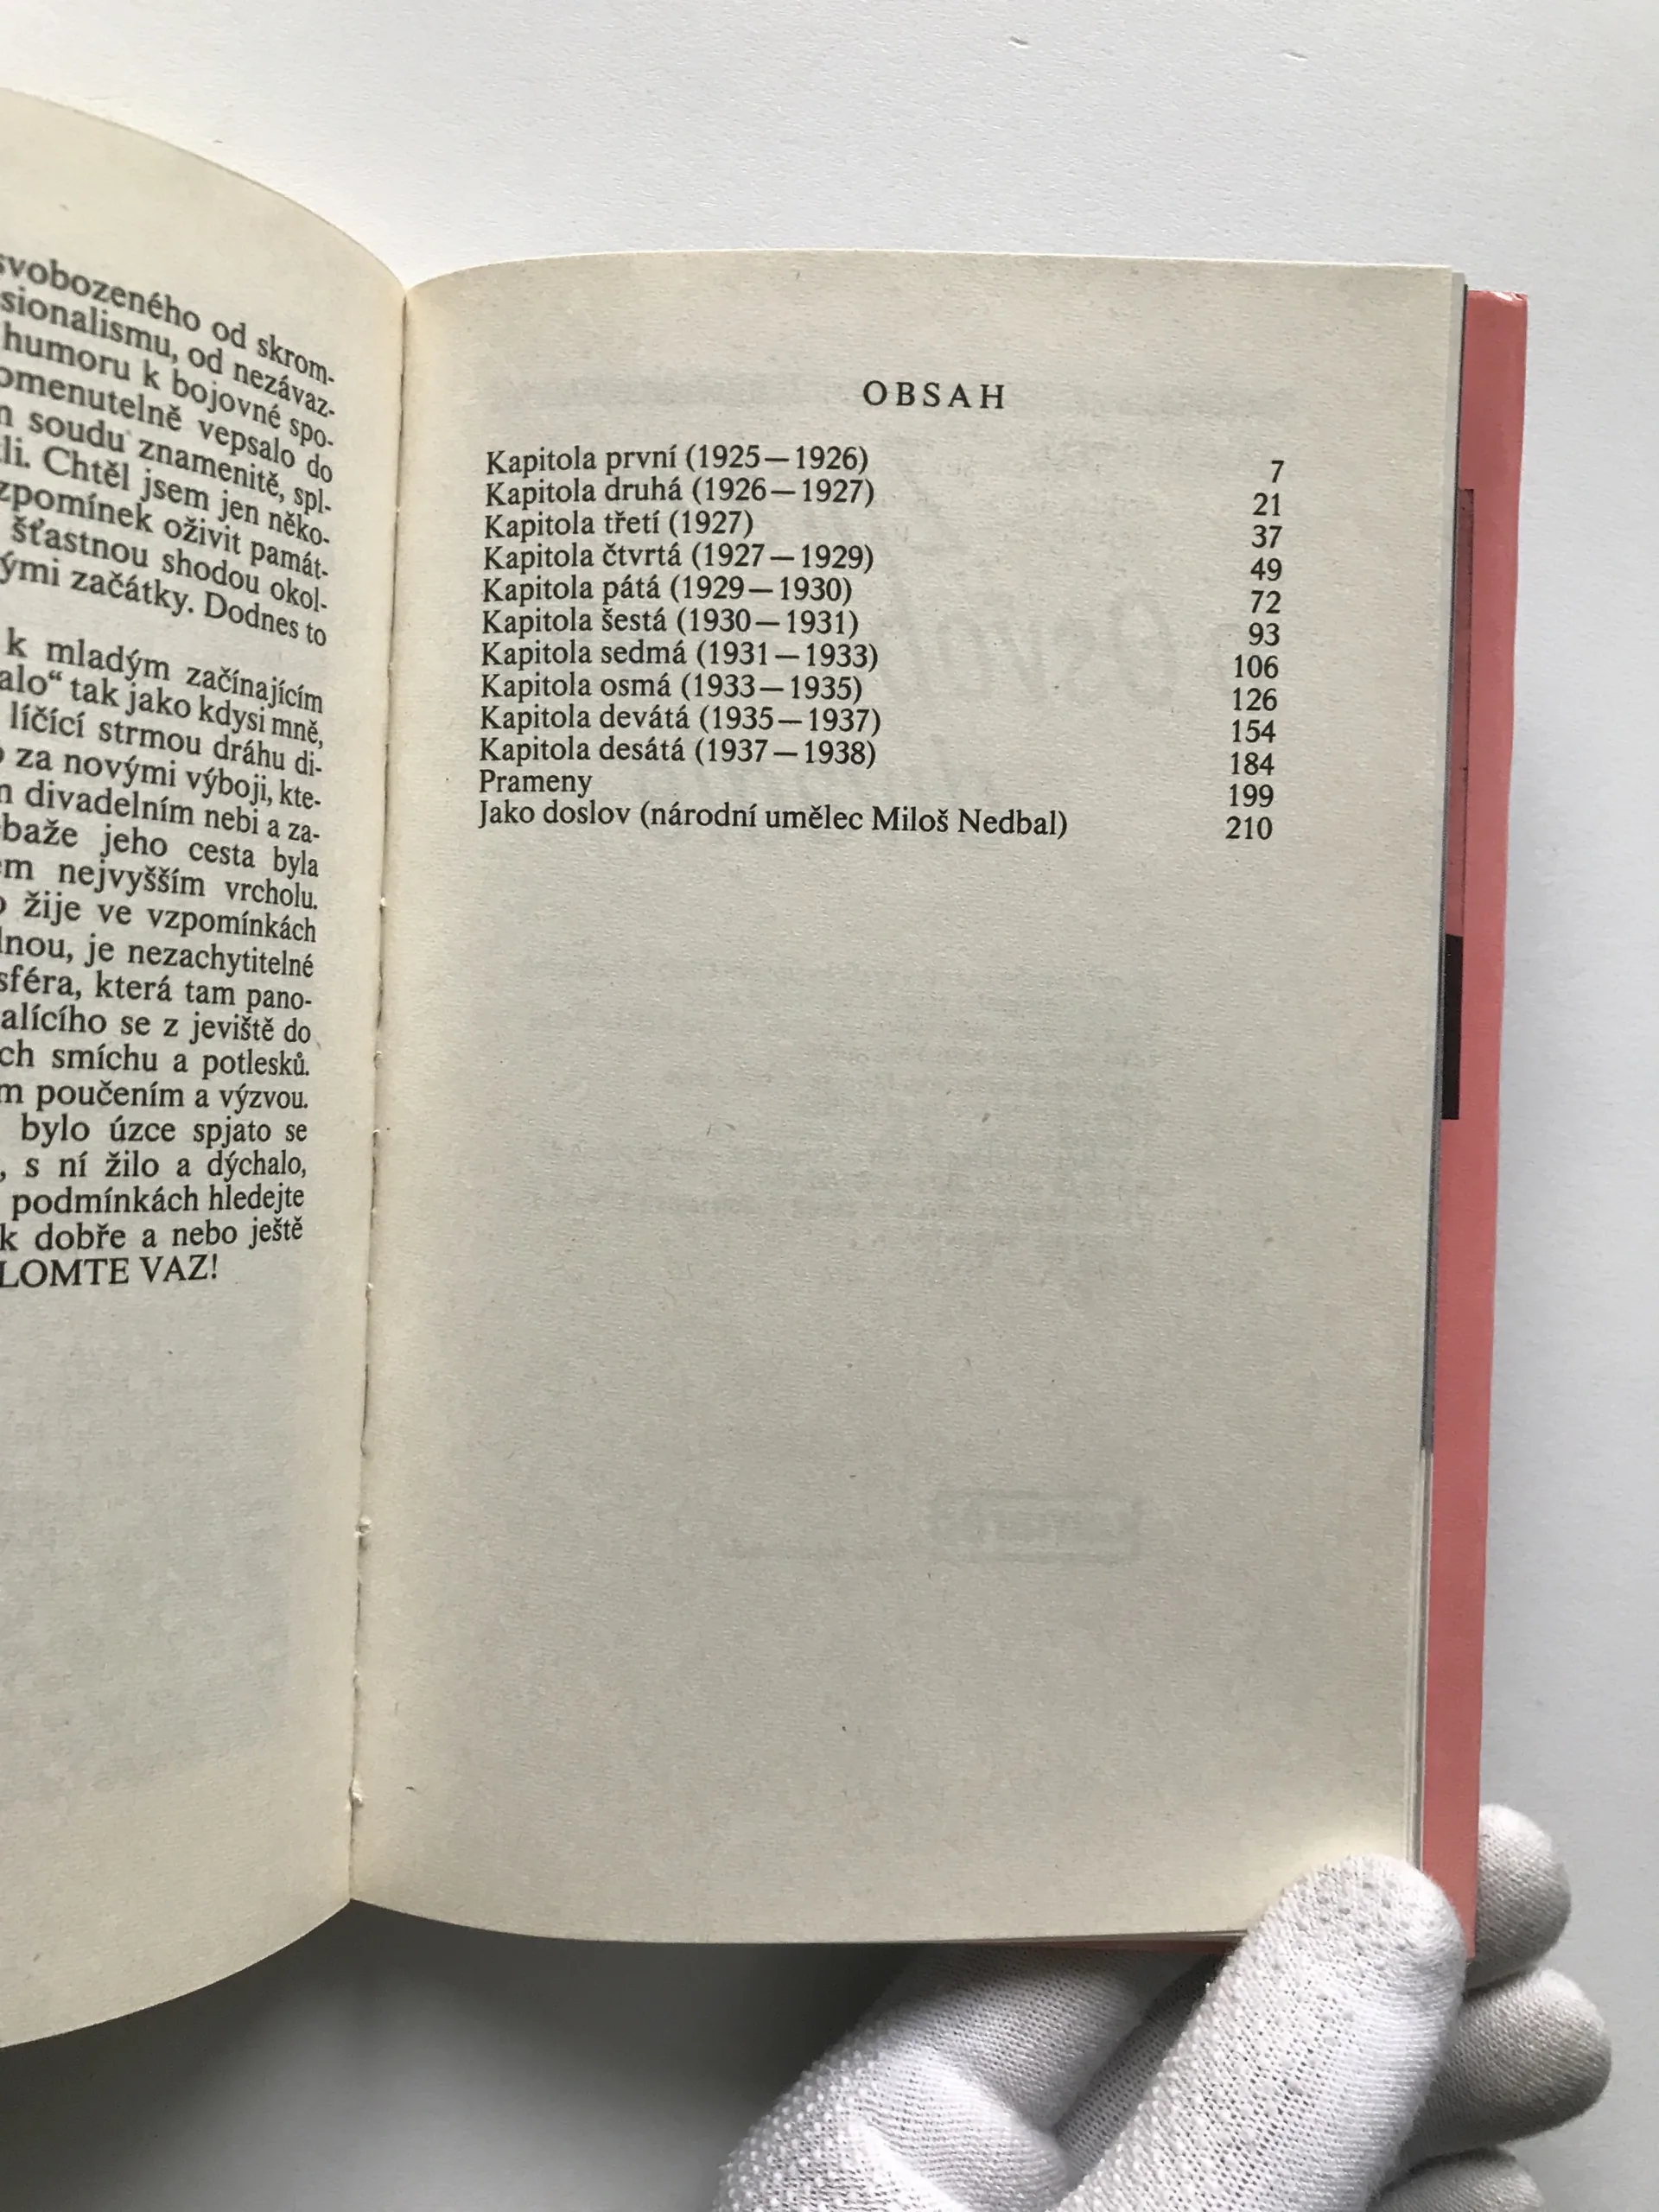 svobozeného od skrom-
sionalismu, od nezávaz-
humoru k bojovné spo-
omenutelně vepsalo do
soudu znamenitě, spl-
li. Chtěl jsem jen něko-
zpomínek oživit památ-
šťastnou shodou okol-
ými začátky. Dodnes to
k mladým začínajícím
alo“ tak jako kdysi mně,
líčící strmou dráhu di-
za novými výboji, kte-
divadelním nebi a za-
baže jeho cesta byla
em nejvyšším vrcholu.
žije ve vzpomínkách
lnou, je nezachytitelné
sféra, která tam pano-
alícího se z jeviště do
ch smíchu a potlesků.
m poučením a výzvou.
bylo úzce spjato se
, s ní žilo a dýchalo,
podmínkách hledejte
k dobře a nebo ještě
LOMTE VAZ!
OBSAH
Kapitola první (1925—1926) 7
Kapitola druhá (1926—1927) 21
Kapitola třetí (1927) 37
Kapitola čtvrtá (1927—1929) 49
Kapitola pátá (1929—1930) 72
Kapitola šestá (1930—1931) 93
Kapitola sedmá (1931—1933) 106
Kapitola osmá (1933—1935) 126
Kapitola devátá (1935—1937) 154
Kapitola desátá (1937—1938) 184
Prameny 199
Jako doslov (národní umělec Miloš Nedbal) 210